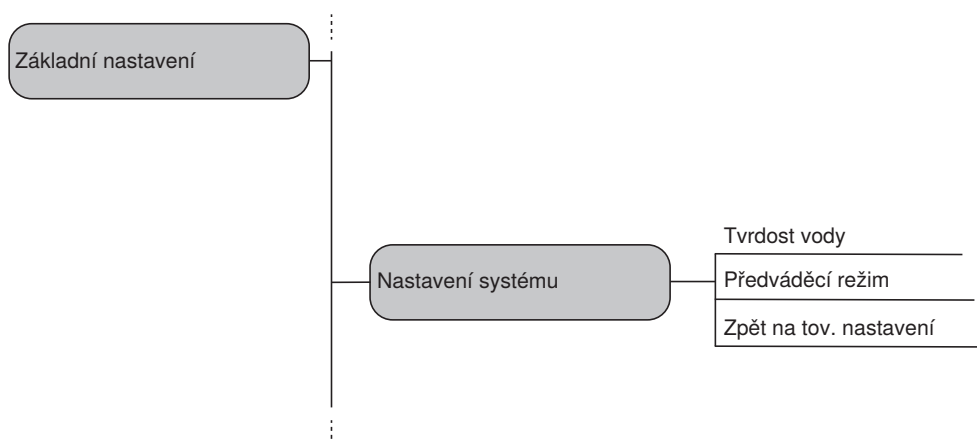 Základní nastavení
Nastavení systému
Tvrdost vody
Předváděcí režim
Zpět na tov. nastavení